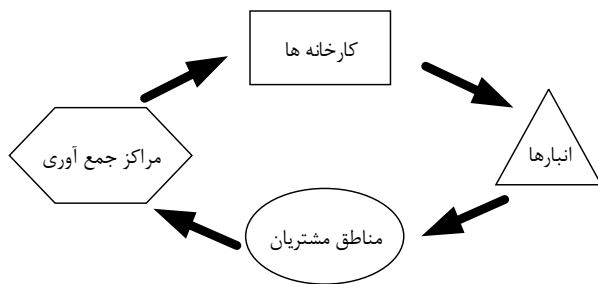 کارخانه ها
انبارها
مراکز جمع آوری
مناطق مشتریان